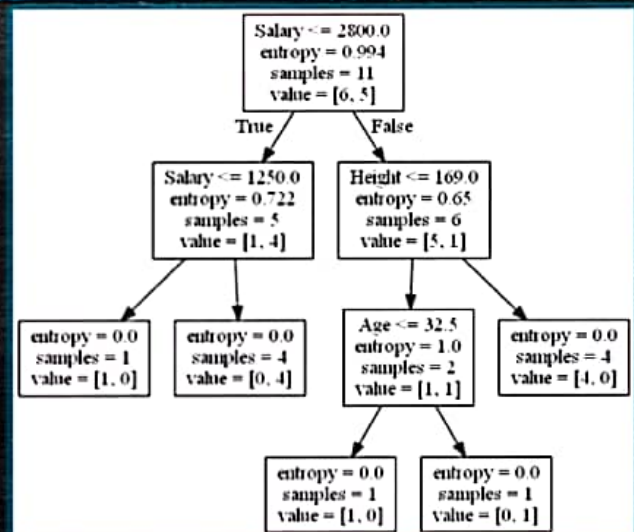 Salary <= 2800.0
entropy = 0.994
samples = 11
value = [6, 5]
True
False
Salary <= 1250.0
entropy = 0.722
samples = 5
value = [1, 4]
Height <= 169.0
entropy = 0.65
samples = 6
value = [5, 1]
entropy = 0.0
samples = 1
value = [1, 0]
entropy = 0.0
samples = 4
value = [0, 4]
Age <= 32.5
entropy = 1.0
samples = 2
value = [1, 1]
entropy = 0.0
samples = 4
value = [4, 0]
entropy = 0.0
samples = 1
value = [1, 0]
entropy = 0.0
samples = 1
value = [0, 1]